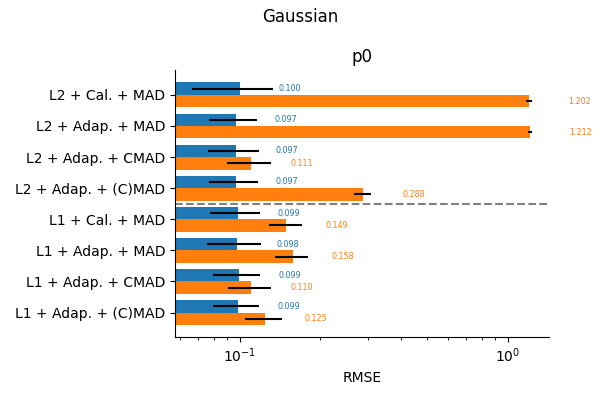 Gaussian
p0
L2 + Cal. + MAD
0.100
1.202
L2 + Adap. + MAD
0.097
1.212
L2 + Adap. + CMAD
0.097
0.111
L2 + Adap. + (C)MAD
0.097
0.288
L1 + Cal. + MAD
0.099
0.149
L1 + Adap. + MAD
0.098
0.158
L1 + Adap. + CMAD
0.099
0.110
L1 + Adap. + (C)MAD
0.099
0.125
10⁻¹ 10⁰
RMSE